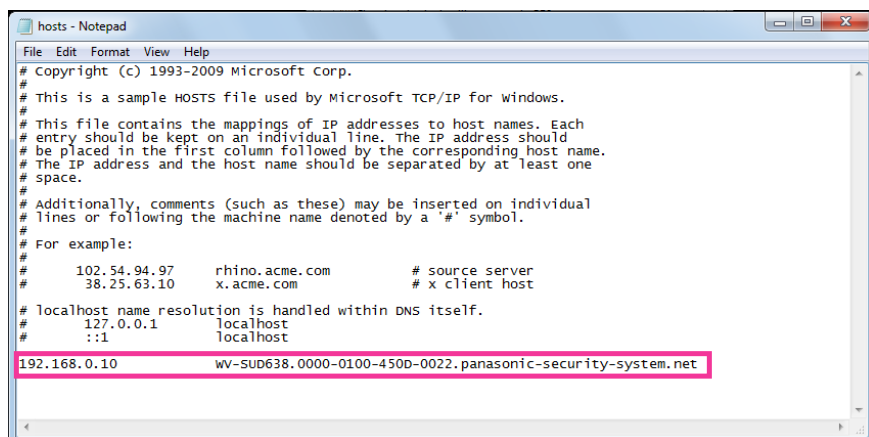 hosts - Notepad
File Edit Format View Help
# Copyright (c) 1993-2009 Microsoft Corp.
#
# This is a sample HOSTS file used by Microsoft TCP/IP for Windows.
#
# This file contains the mappings of IP addresses to host names. Each
# entry should be kept on an individual line. The IP address should
# be placed in the first column followed by the corresponding host name.
# The IP address and the host name should be separated by at least one
# space.
#
# Additionally, comments (such as these) may be inserted on individual
# lines or following the machine name denoted by a '#' symbol.
#
# For example:
#
# 102.54.94.97 rhino.acme.com # source server
# 38.25.63.10 x.acme.com # x client host
# localhost name resolution is handled within DNS itself.
# 127.0.0.1 localhost
# ::1 localhost
192.168.0.10 WV-SUD638.0000-0100-450D-0022.panasonic-security-system.net